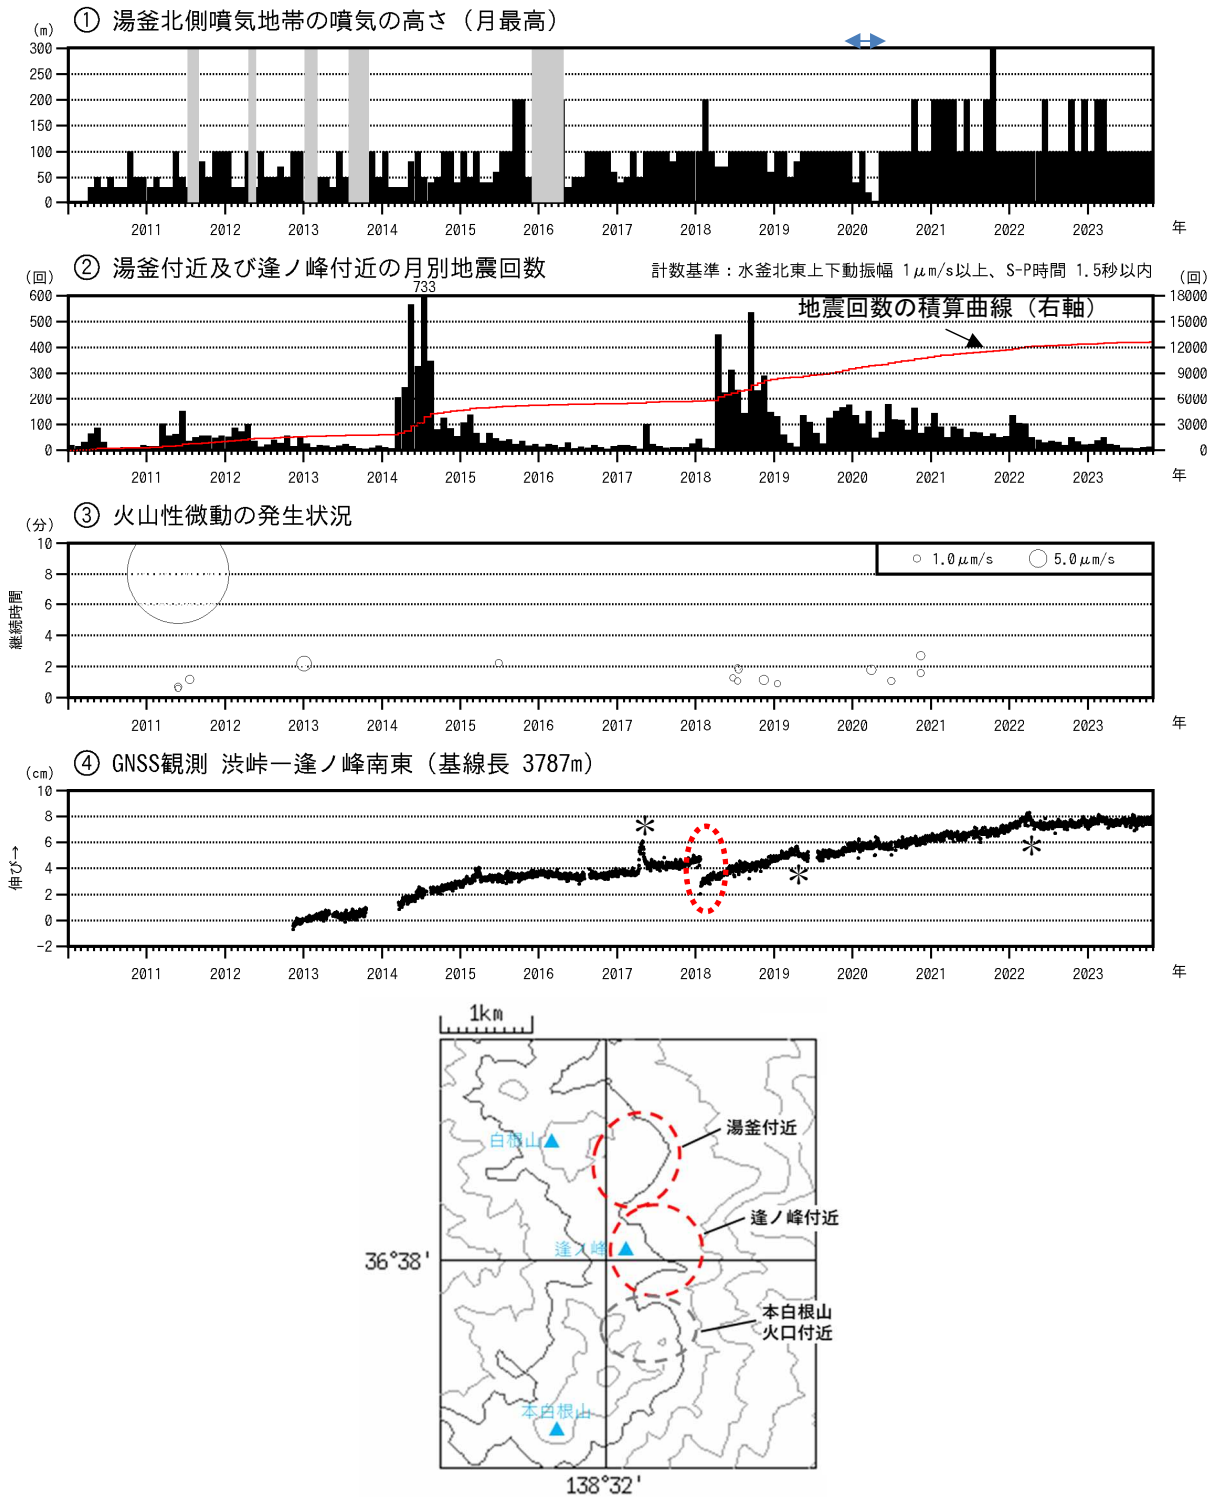 ① 湯釜北側噴気地帯の噴気の高さ（月最高）
(m)
300
250
200
150
100
50
0
2011 2012 2013 2014 2015 2016 2017 2018 2019 2020 2021 2022 2023 年
② 湯釜付近及び逢ノ峰付近の月別地震回数
計数基準：水釜北東上下動振幅 1μm/s以上、S-P時間 1.5秒以内
(回) (回)
733
地震回数の積算曲線（右軸）
600 18000
500 15000
400 12000
300 9000
200 6000
100 3000
0 0
2011 2012 2013 2014 2015 2016 2017 2018 2019 2020 2021 2022 2023 年
③ 火山性微動の発生状況
(分)
継続時間
10
8
6
4
2
0
1.0μm/s 5.0μm/s
2011 2012 2013 2014 2015 2016 2017 2018 2019 2020 2021 2022 2023 年
④ GNSS観測 渋峠－逢ノ峰南東（基線長 3787m）
(cm)
伸び→
10
8
6
4
2
0
-2
＊
＊
＊
2011 2012 2013 2014 2015 2016 2017 2018 2019 2020 2021 2022 2023 年
1km
湯釜付近
白根山
逢ノ峰付近
逢ノ峰
36°38'
本白根山
火口付近
本白根山
138°32'